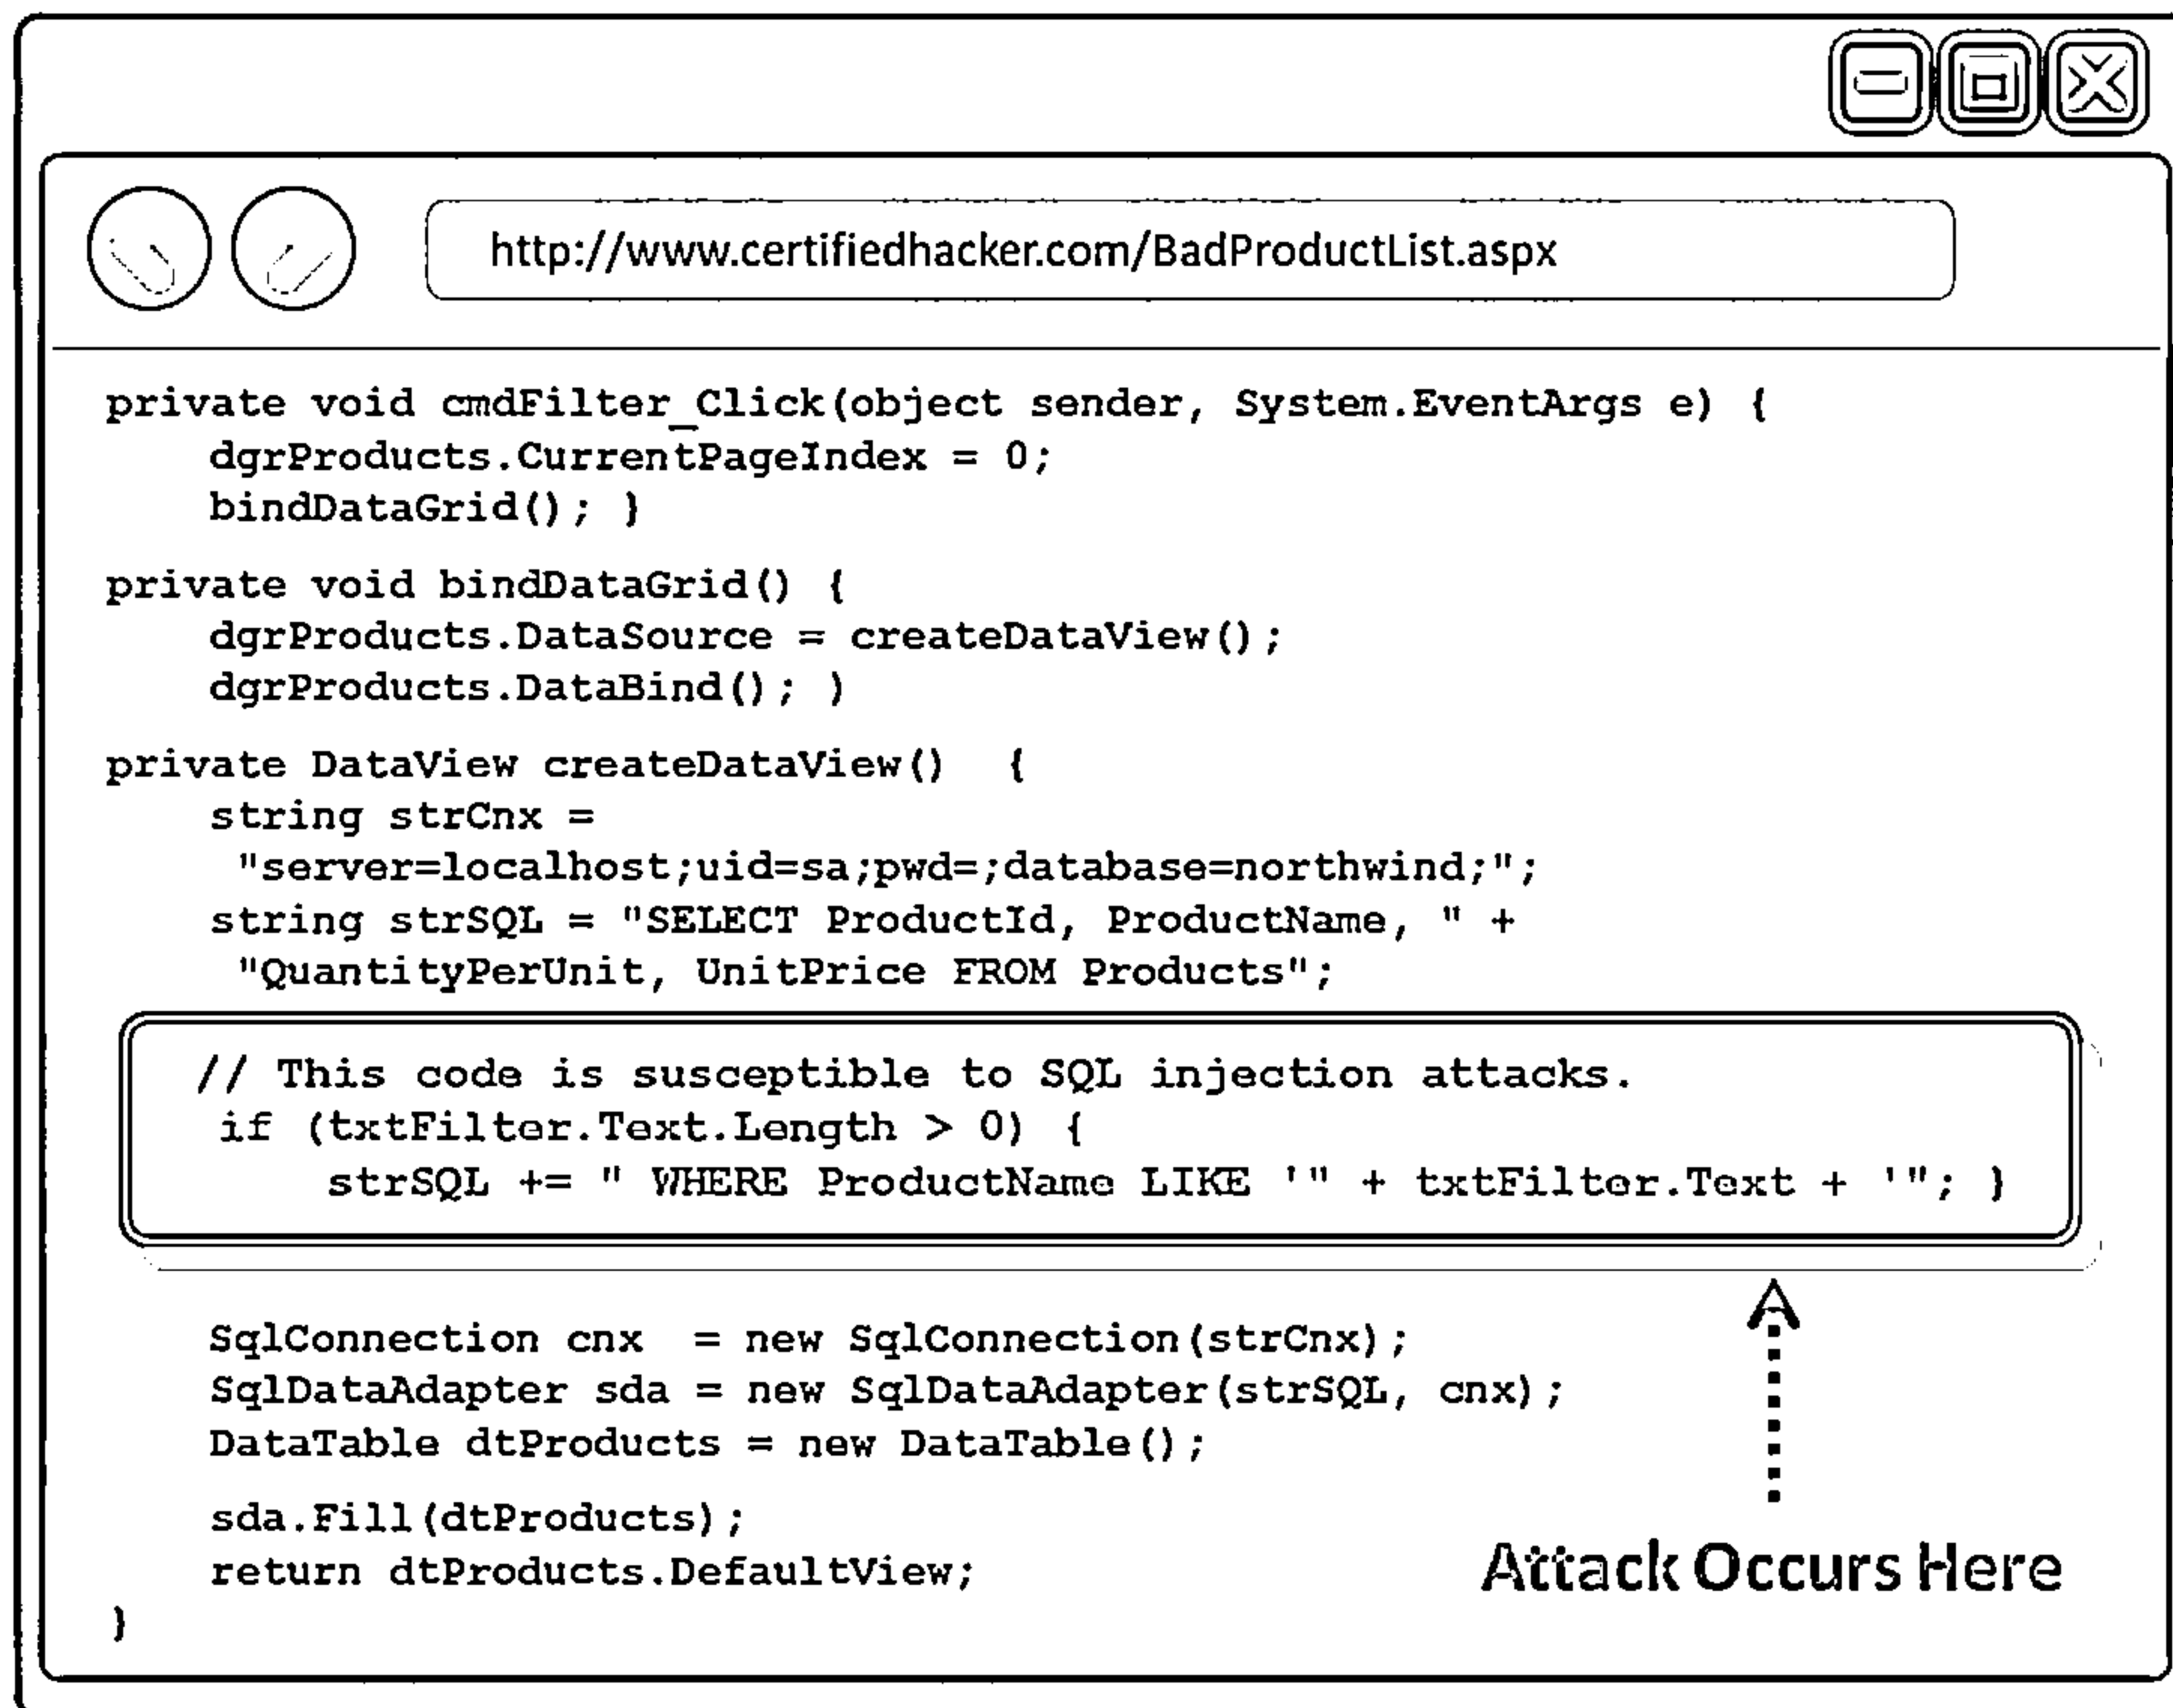 http://www.certifiedhacker.com/BadProductList.aspx
private void cmdFilter_Click(object sender, System.EventArgs e) {
dgrProducts.CurrentPageIndex = 0;
bindDataGrid(); }
private void bindDataGrid() {
dgrProducts.DataSource = createDataView();
dgrProducts.DataBind(); )
private DataView createDataView() {
string strCnx =
"server=localhost;uid=sa;pwd=;database=northwind;";
string strSQL = "SELECT ProductId, ProductName, " +
"QuantityPerUnit, UnitPrice FROM Products";
// This code is susceptible to SQL injection attacks.
if (txtFilter.Text.Length > 0) {
strSQL += " WHERE ProductName LIKE '" + txtFilter.Text + '"; }
SqlConnection cnx = new SqlConnection(strCnx);
SqlDataAdapter sda = new SqlDataAdapter(strSQL, cnx);
DataTable dtProducts = new DataTable();
sda.Fill(dtProducts);
return dtProducts.DefaultView;
}
Attack Occurs Here